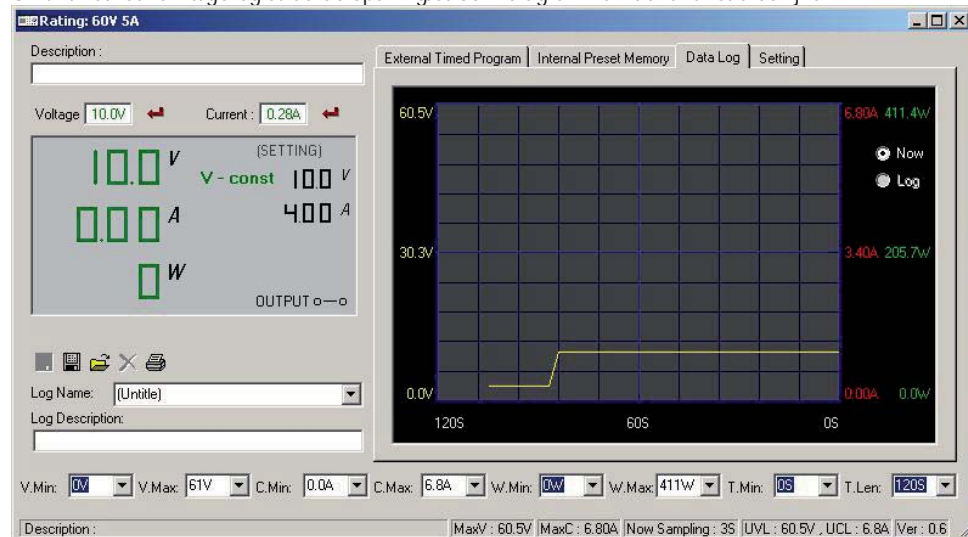 Rating: 60V 5A
Description :
Voltage 10.0V Current : 0.28A
10.0 V
0.00 A
0 W
(SETTING)
V - const 10.0 V
4.00 A
OUTPUT o—o
Log Name: (Untitle)
Log Description:
External Timed Program Internal Preset Memory Data Log Setting
60.5V 6.80A 411.4W
Now
Log
30.3V 3.40A 205.7W
0.0V 0.00A 0.0W
120S 60S 0S
V.Min: 0V V.Max: 61V C.Min: 0.0A C.Max: 6.8A W.Min: 0W W.Max: 411W T.Min: 0S T.Len: 120S
Description : MaxV : 60.5V MaxC : 6.80A Now Sampling : 3S UVL : 60.5V , UCL : 6.8A Ver : 0.6